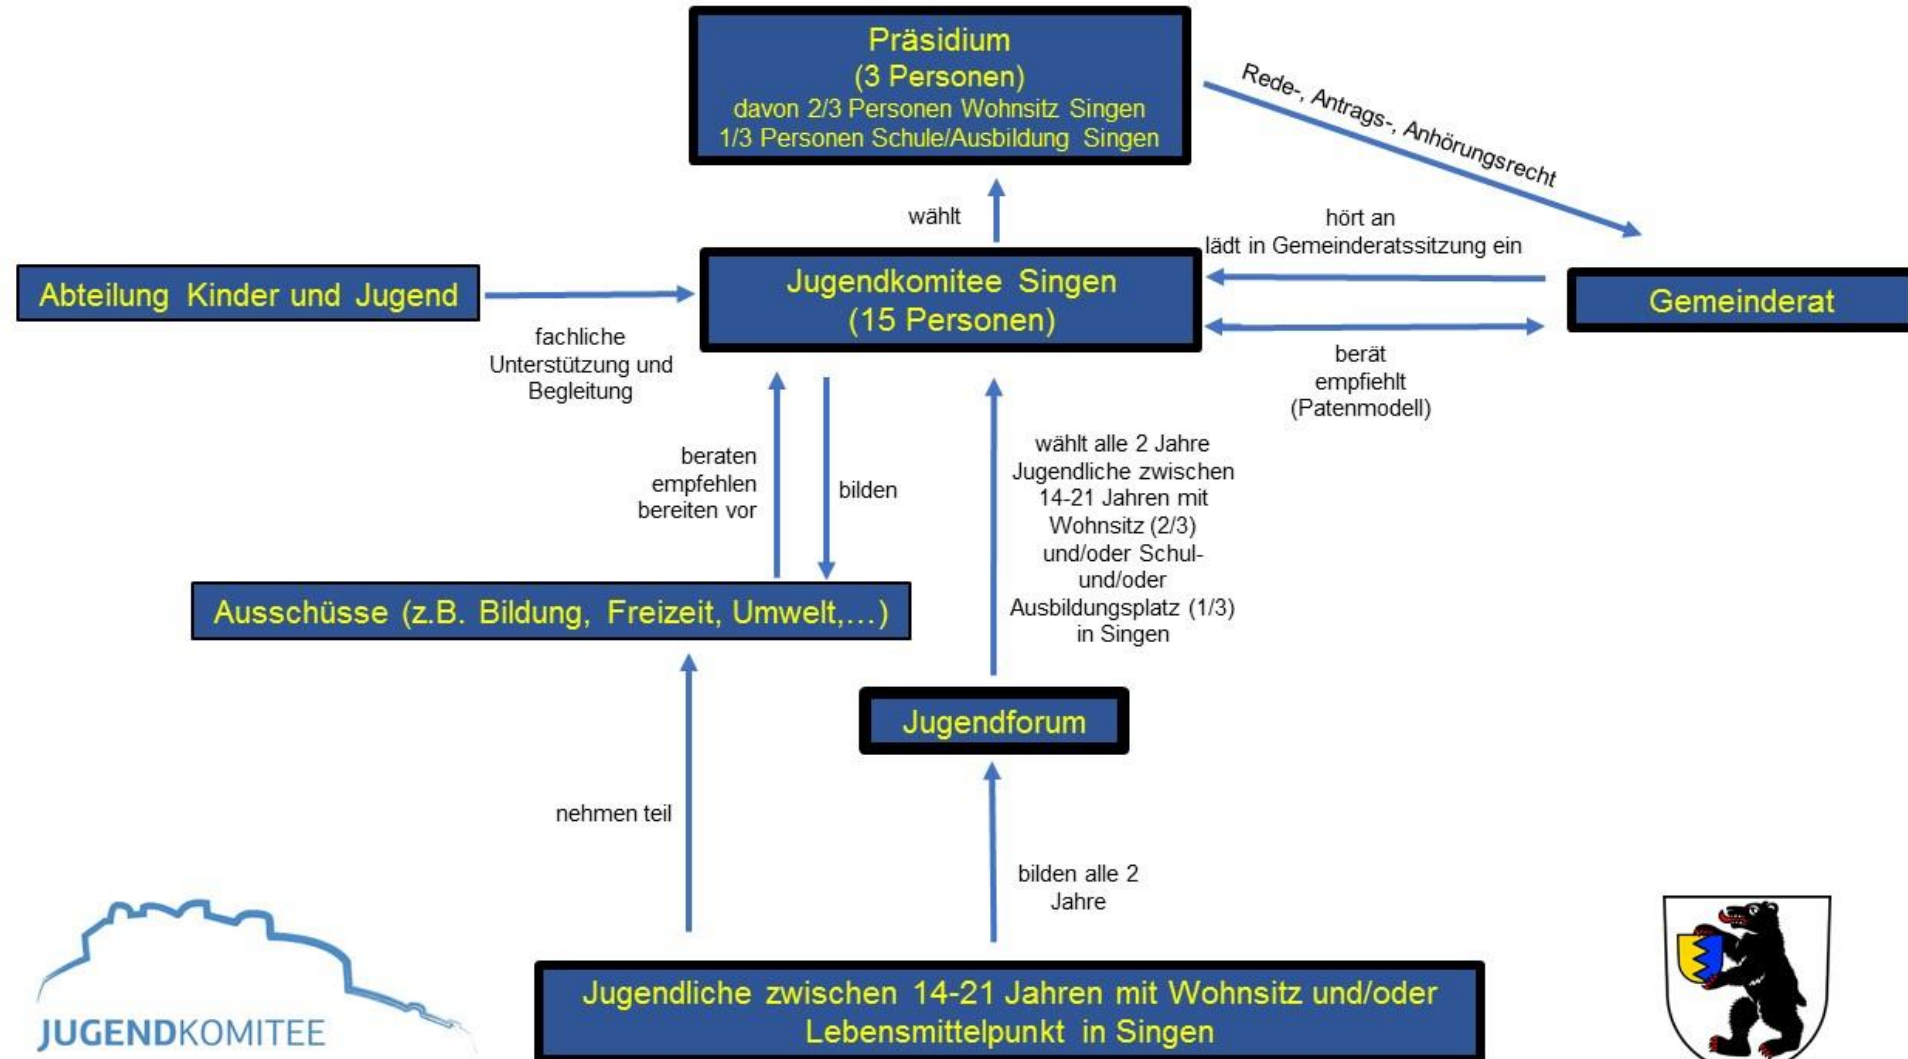 Präsidium
(3 Personen)
davon 2/3 Personen Wohnsitz Singen
1/3 Personen Schule/Ausbildung Singen
Rede-, Antrags-, Anhörungsrecht
wählt
hört an
lädt in Gemeinderatssitzung ein
Abteilung Kinder und Jugend
Jugendkomitee Singen
(15 Personen)
Gemeinderat
fachliche
Unterstützung und
Begleitung
berät
empfiehlt
(Patenmodell)
beraten
empfehlen
bereiten vor
bilden
wählt alle 2 Jahre
Jugendliche zwischen
14-21 Jahren mit
Wohnsitz (2/3)
und/oder Schul-
und/oder
Ausbildungsplatz (1/3)
in Singen
Ausschüsse (z.B. Bildung, Freizeit, Umwelt,…)
Jugendforum
nehmen teil
bilden alle 2
Jahre
Jugendliche zwischen 14-21 Jahren mit Wohnsitz und/oder
Lebensmittelpunkt in Singen
JUGENDKOMITEE